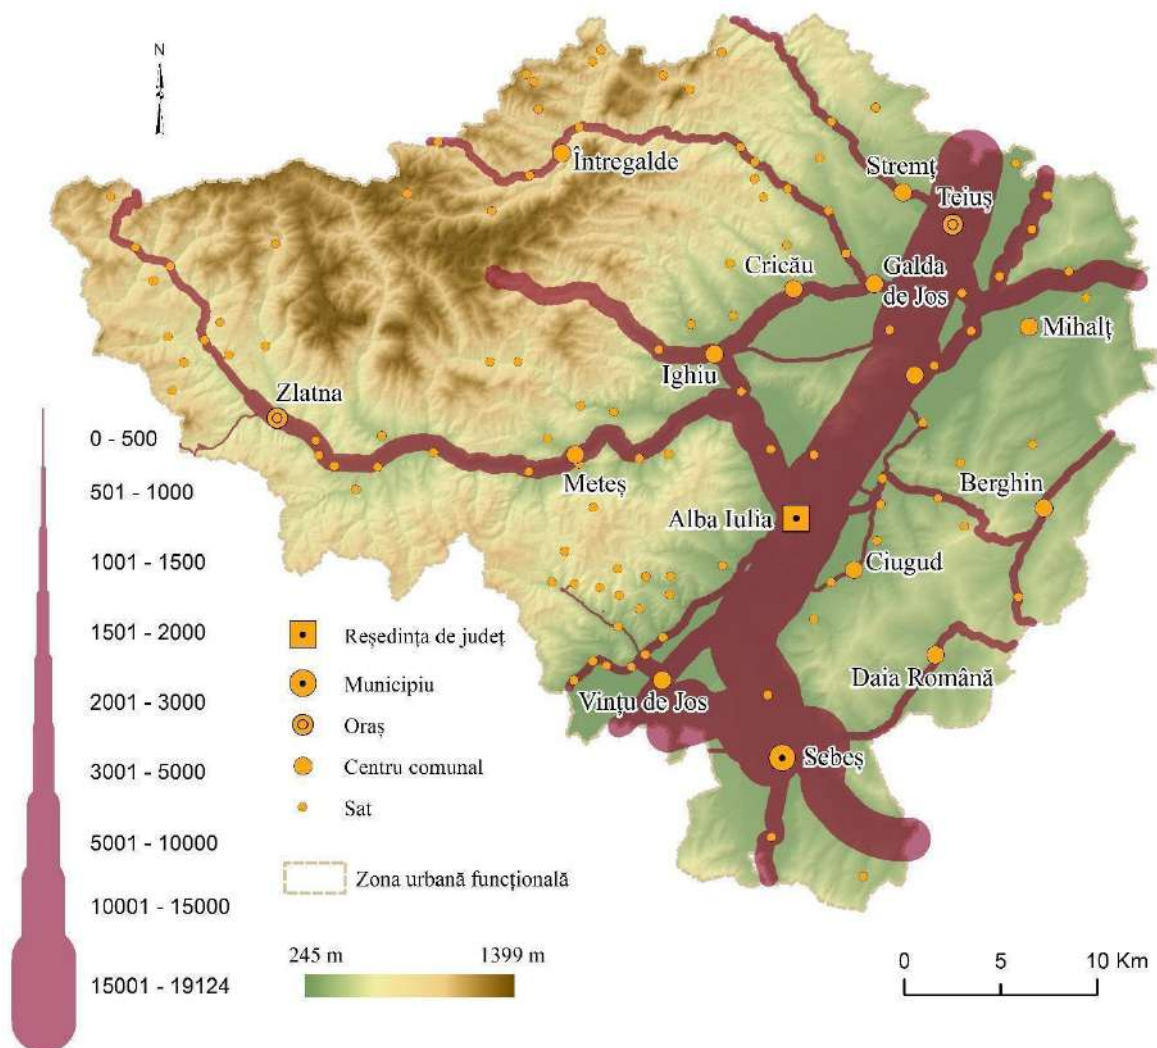 N
Întregalde
Stremț
Teiuș
Cricău
Galda
de Jos
Mihalț
Ighiu
Zlatna
Meteș
Berghin
Alba Iulia
Ciugud
Daia Română
Vințu de Jos
Sebeș
0 - 500
501 - 1000
1001 - 1500
1501 - 2000
2001 - 3000
3001 - 5000
5001 - 10000
10001 - 15000
15001 - 19124
Reședința de județ
Municipiu
Oraș
Centru comunal
Sat
Zona urbană funcțională
245 m 1399 m
0 5 10 Km